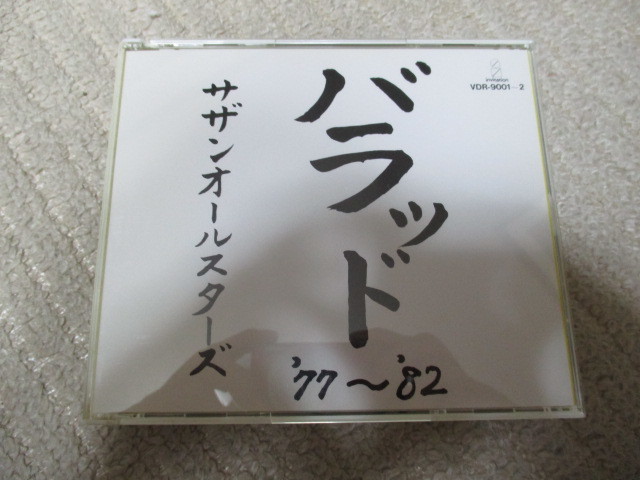 バラッド
'77～'82
サザンオールスターズ
invitation
VDR-9001～2